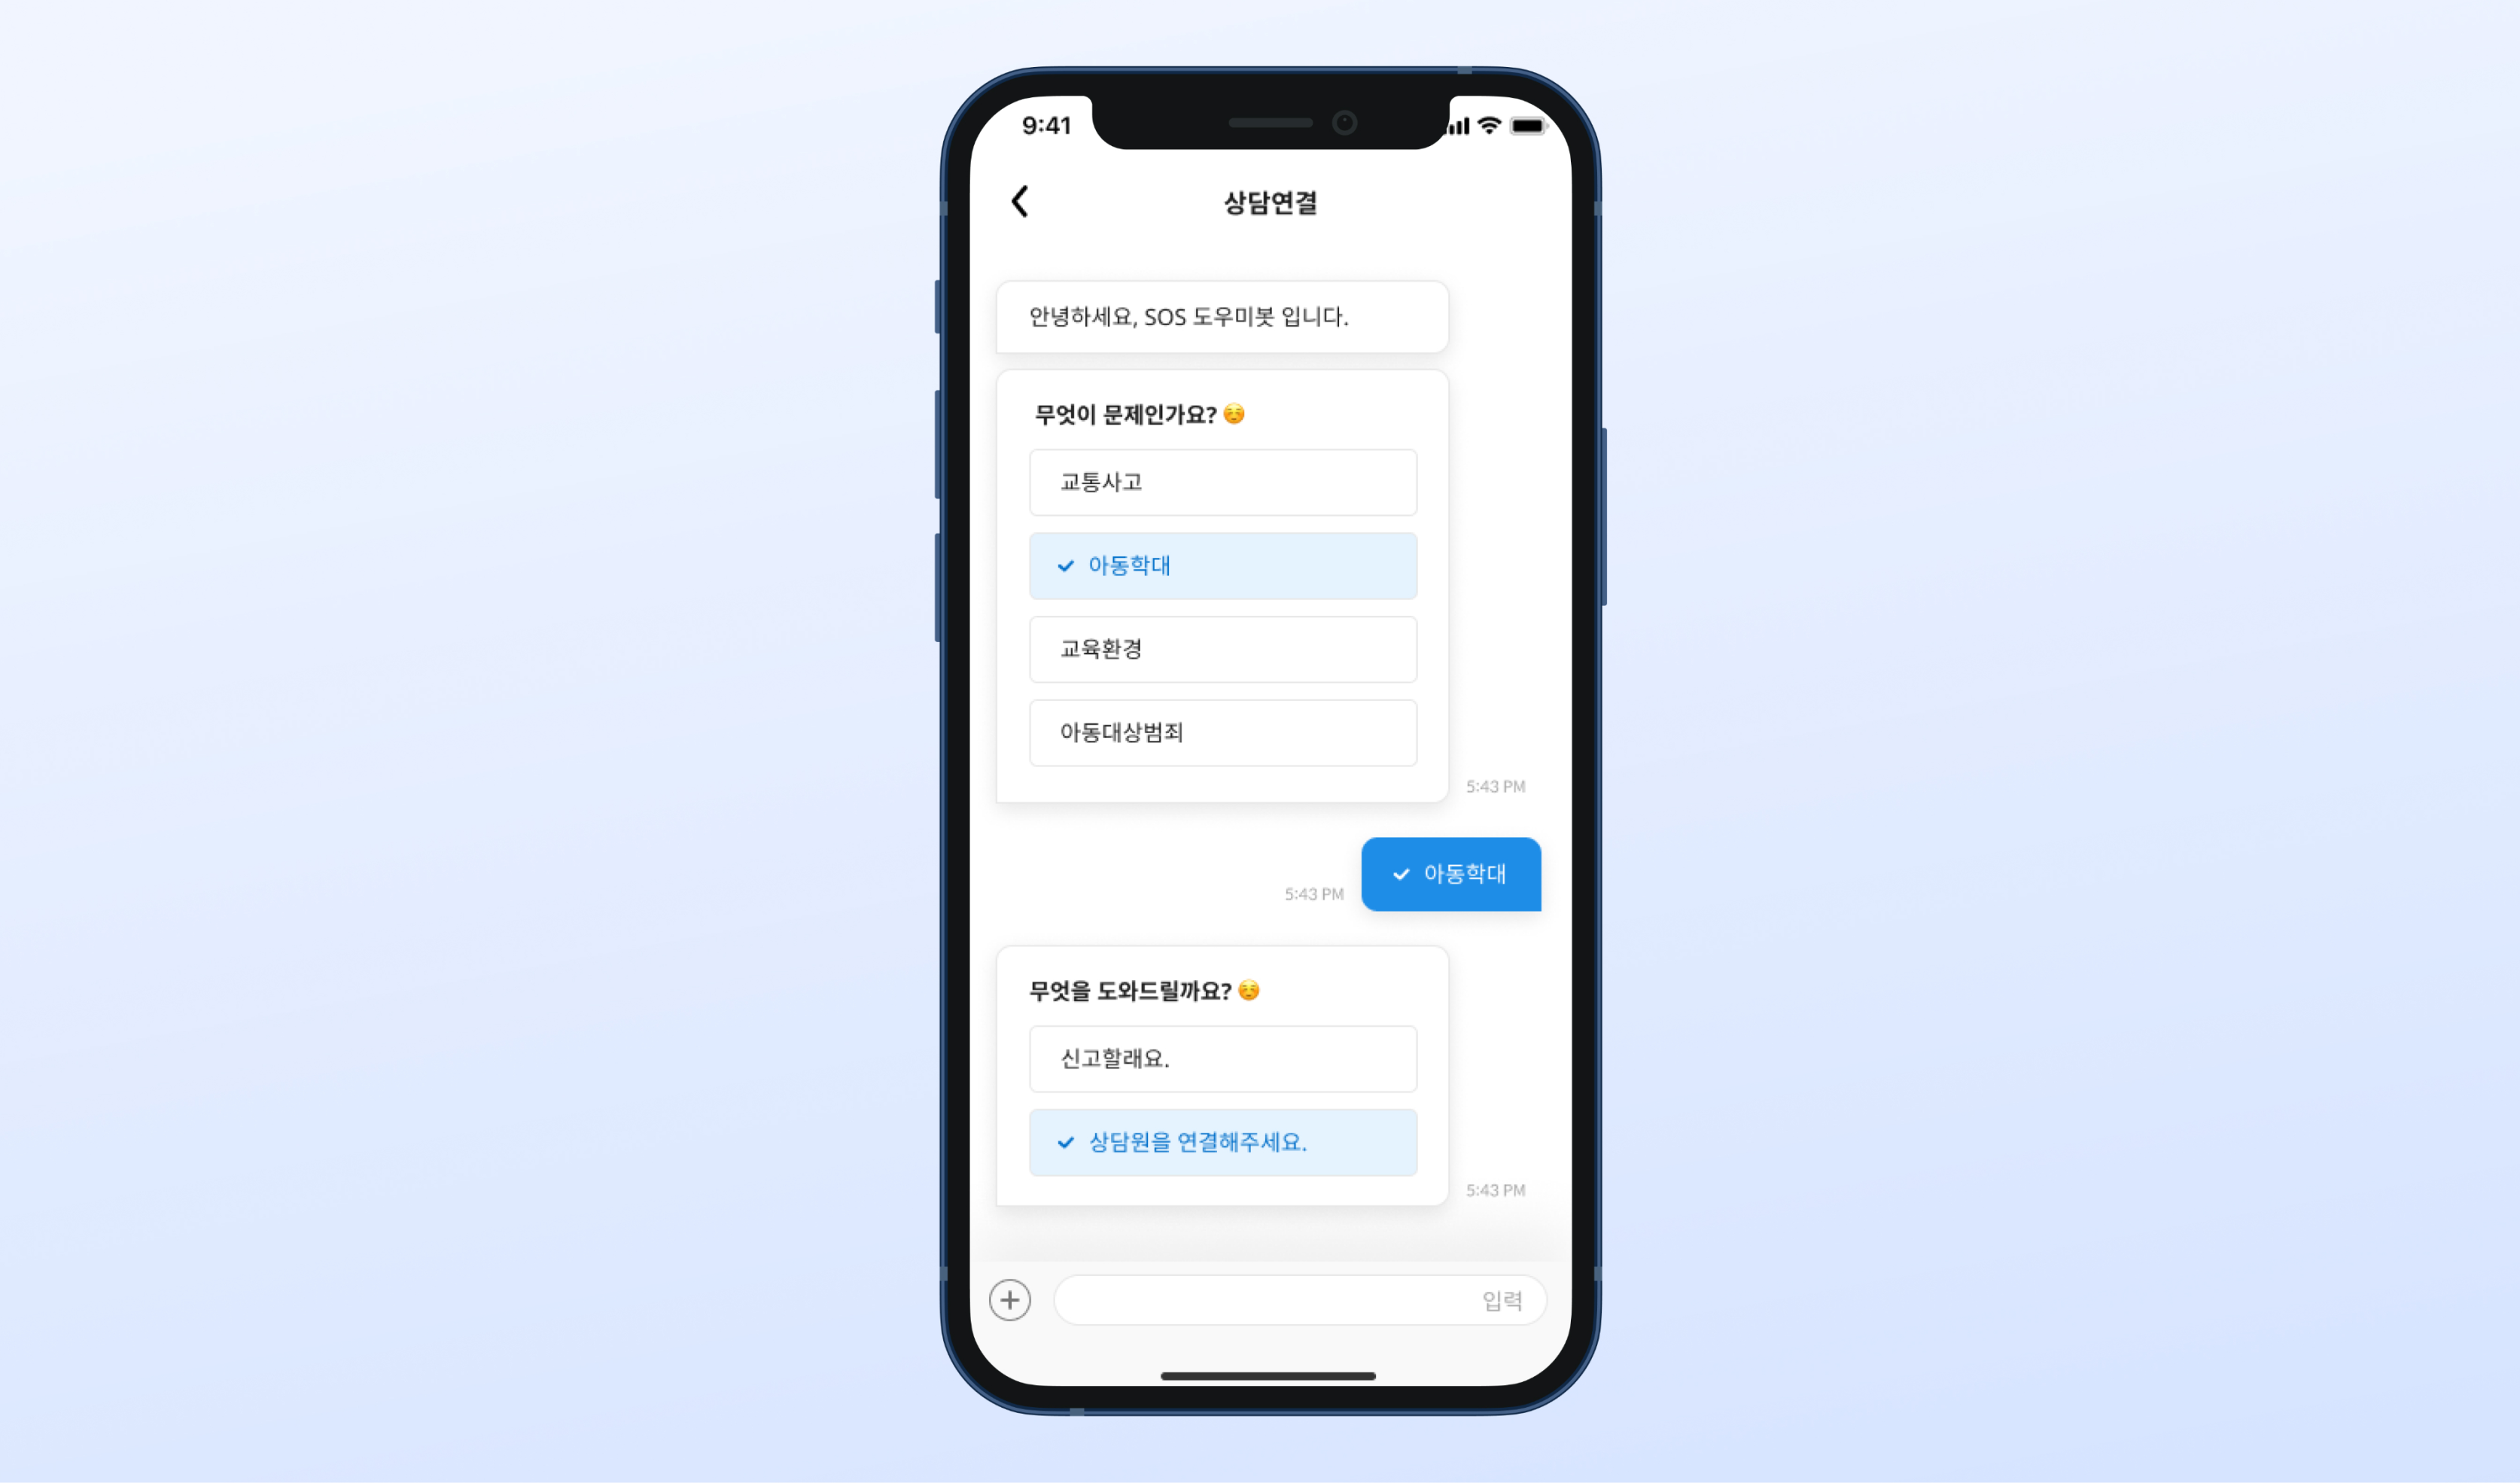 9:41
상담연결
안녕하세요, SOS 도우미봇 입니다.
무엇이 문제인가요? ☺️
교통사고
✓ 아동학대
교육환경
아동대상범죄
5:43 PM
✓ 아동학대
5:43 PM
무엇을 도와드릴까요? ☺️
신고할래요.
✓ 상담원을 연결해주세요.
5:43 PM
입력